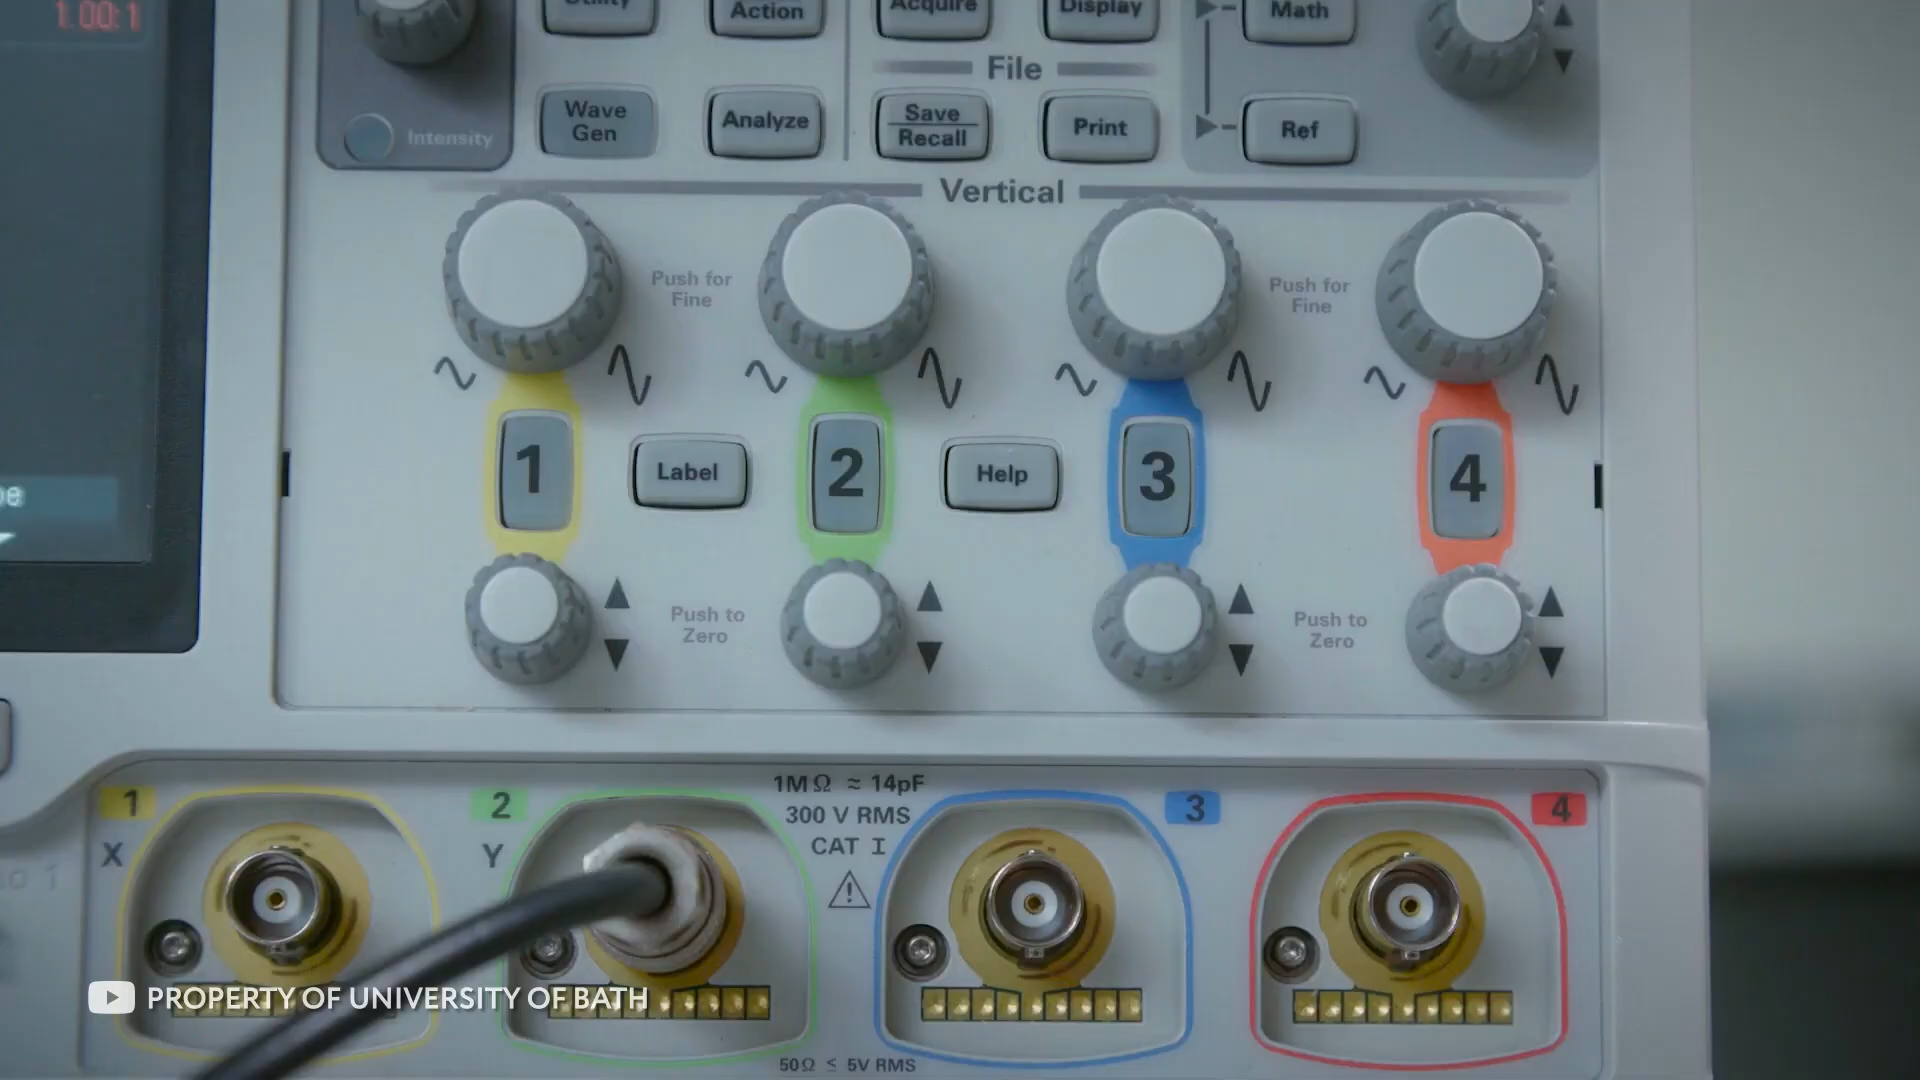 1.00:1
Utility
Action
Acquire
Display
Math
File
Wave
Gen
Analyze
Save
Recall
Print
Ref
Intensity
Vertical
Push for
Fine
Push for
Fine
1
Label
2
Help
3
4
Push to
Zero
Push to
Zero
1
X
2
Y
1MΩ ≈ 14pF
300 V RMS
CAT I
3
4
PROPERTY OF UNIVERSITY OF BATH
50Ω ≤ 5V RMS